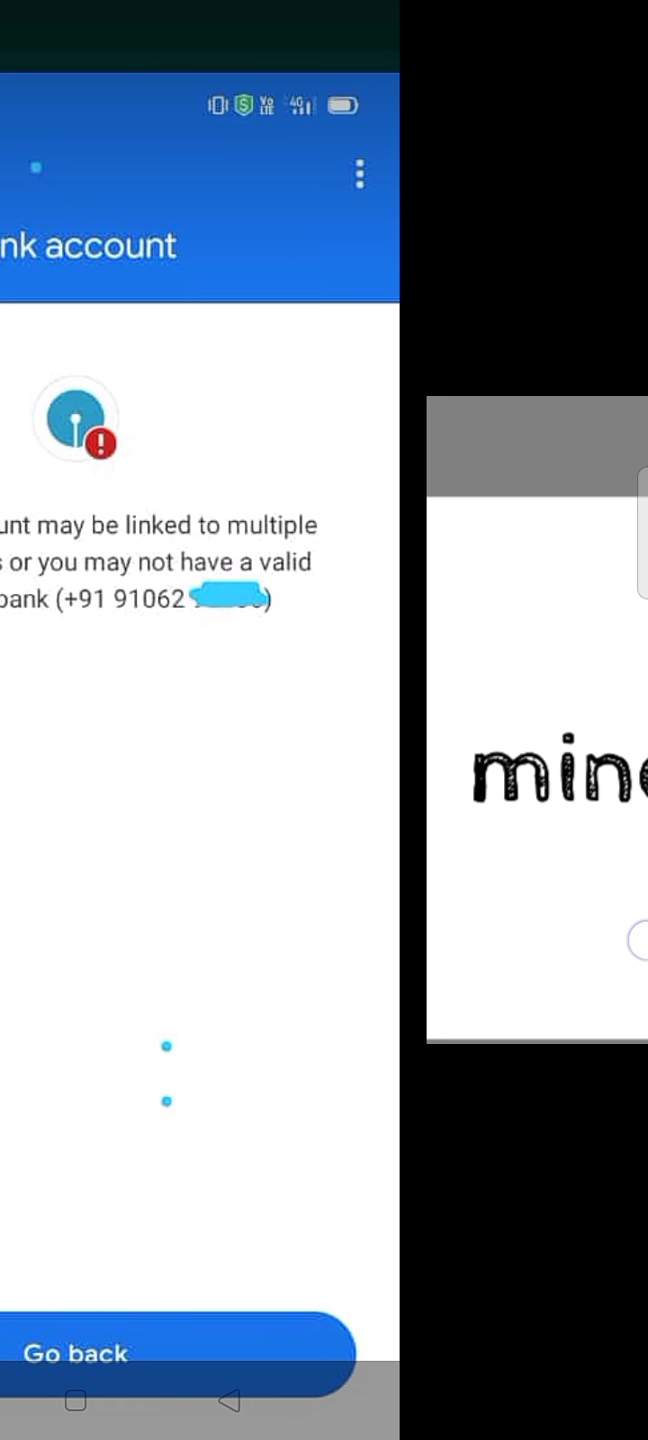 nk account
unt may be linked to multiple
s or you may not have a valid
bank (+91 91062
)
Go back
min